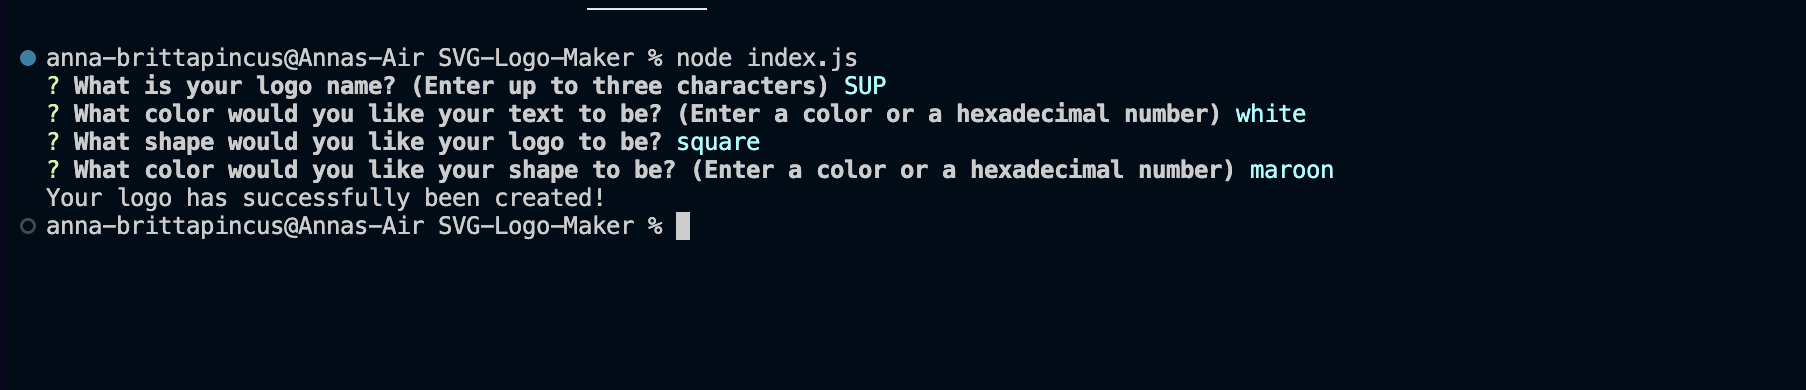 anna-brittapincus@Annas-Air SVG-Logo-Maker % node index.js
? What is your logo name? (Enter up to three characters) SUP
? What color would you like your text to be? (Enter a color or a hexadecimal number) white
? What shape would you like your logo to be? square
? What color would you like your shape to be? (Enter a color or a hexadecimal number) maroon
Your logo has successfully been created!
anna-brittapincus@Annas-Air SVG-Logo-Maker %